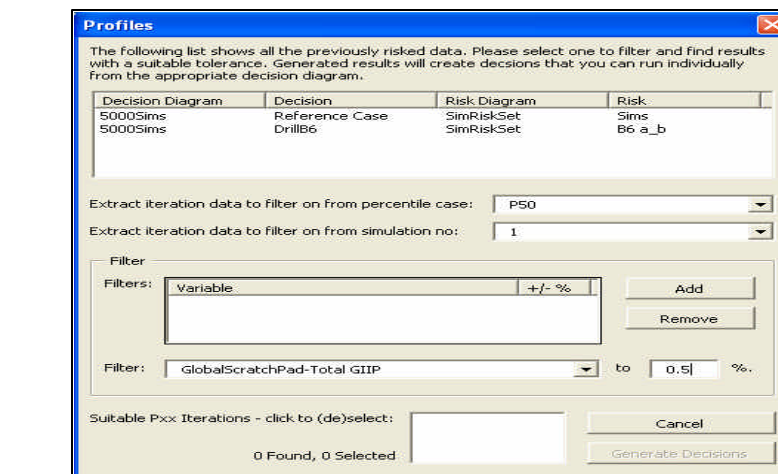 Profiles
The following list shows all the previously risked data. Please select one to filter and find results
with a suitable tolerance. Generated results will create decsions that you can run individually
from the appropriate decision diagram.
Decision Diagram Decision Risk Diagram Risk
5000Sims Reference Case SimRiskSet Sims
5000Sims DrillB6 SimRiskSet B6 a_b
Extract iteration data to filter on from percentile case: P50
Extract iteration data to filter on from simulation no: 1
Filter
Filters: Variable +/- % Add
Remove
Filter: GlobalScratchPad-Total GIIP to 0.5 %.
Suitable Pxx Iterations - click to (de)select: Cancel
0 Found, 0 Selected Generate Decisions